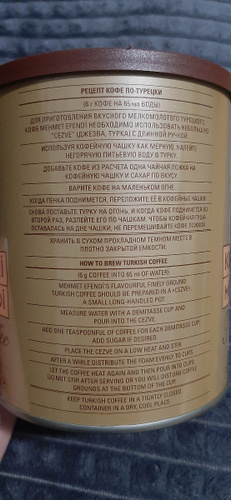 РЕЦЕПТ КОФЕ ПО-ТУРЕЦКИ
(6 г КОФЕ НА 65 мл ВОДЫ)
ДЛЯ ПРИГОТОВЛЕНИЯ ВКУСНОГО МЕЛКОМОЛОТОГО ТУРЕЦКОГО
КОФЕ MEHMET EFENDI НЕОБХОДИМО ИСПОЛЬЗОВАТЬ НЕБОЛЬШУЮ
"CEZVE" (ДЖЕЗВА, ТУРКА) С ДЛИННОЙ РУЧКОЙ.
ИСПОЛЬЗУЯ КОФЕЙНУЮ ЧАШКУ КАК МЕРКУЮ, НАЛЕЙТЕ
НЕГОРЯЧУЮ ПИТЬЕВУЮ ВОДУ В ТУРКУ.
ДОБАВЬТЕ КОФЕ ИЗ РАСЧЕТА ОДНА ЧАЙНАЯ ЛОЖКА НА
КОФЕЙНУЮ ЧАШКУ И САХАР ПО ВКУСУ.
ВАРИТЕ КОФЕ НА МАЛЕНЬКОМ ОГНЕ.
КОГДА ПЕНКА ПОДНИМЕТСЯ, ПЕРЕЛОЖИТЕ ЕЕ В КОФЕЙНЫЕ ЧАШКИ.
СНОВА ПОСТАВЬТЕ ТУРКУ НА ОГОНЬ, И КОГДА КОФЕ ПОДНИМЕТСЯ ВО
ВТОРОЙ РАЗ, РАЗЛЕЙТЕ ЕГО ПО ЧАШКАМ. ЧТОБЫ КОФЕЙНАЯ ГУЩА
ОСТАВАЛАСЬ НА ДНЕ ЧАШКИ, НЕ ПЕРЕМЕШИВАЙТЕ КОФЕ ЛОЖКОЙ.
ХРАНИТЬ В СУХОМ ПРОХЛАДНОМ ТЕМНОМ МЕСТЕ В
ПЛОТНО ЗАКРЫТОЙ ЕМКОСТИ.
HOW TO BREW TURKISH COFFEE
(6 g COFFEE INTO 65 ml OF WATER)
MEHMET EFENDI'S FLAVOURFUL FINELY GROUND
TURKISH COFFEE SHOULD BE PREPARED IN A «CEZVE»,
A SMALL LONG-HANDLED POT.
MEASURE WATER WITH A DEMITASSE CUP AND
POUR INTO THE CEZVE.
ADD ONE TEASPOONFUL OF COFFEE FOR EACH DEMITASSE CUP,
ADD SUGAR IF DESIRED.
PLACE THE CEZVE ON A LOW HEAT AND STIR.
AFTER A WHILE DISTRIBUTE THE FOAM EVENLY TO CUPS.
LET THE COFFEE HEAT AGAIN AND THEN POUR INTO CUPS.
DO NOT STIR AFTER SERVING OR YOU WILL DISTURB COFFEE
GROUNDS AT THE BOTTOM OF THE CUP.
KEEP TURKISH COFFEE IN A TIGHTLY CLOSED
CONTAINER IN A DRY, COOL PLACE.